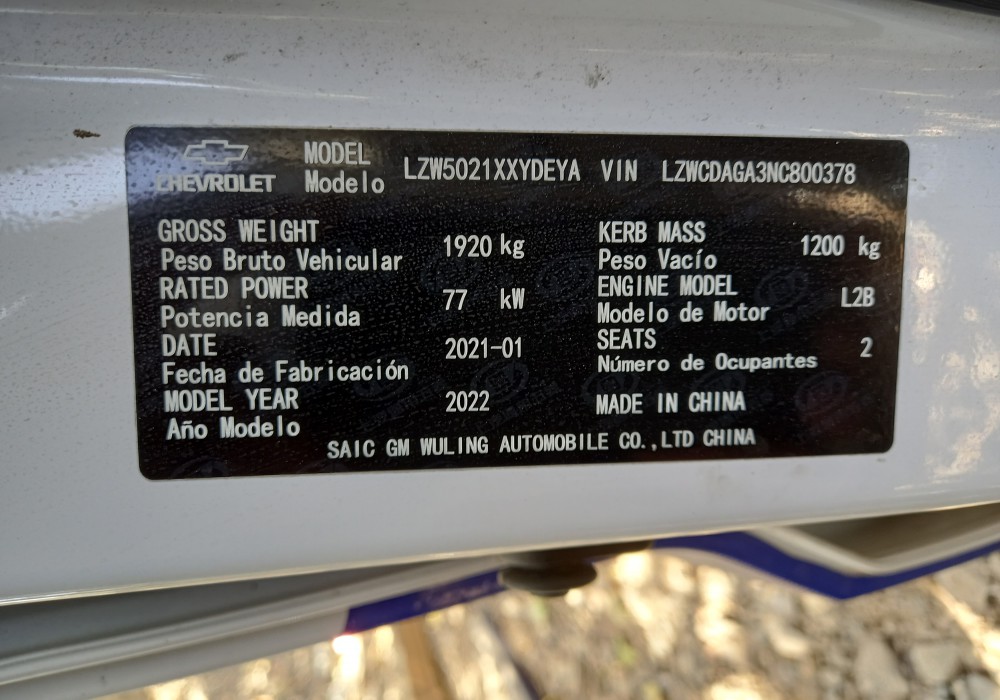 CHEVROLET MODEL LZW5021XXYDEYA VIN LZWCDAGA3NC800378
Modelo
GROSS WEIGHT 1920 kg KERB MASS 1200 kg
Peso Bruto Vehicular Peso Vacío
RATED POWER 77 kW ENGINE MODEL L2B
Potencia Medida Modelo de Motor
DATE 2021-01 SEATS 2
Fecha de Fabricación Número de Ocupantes
MODEL YEAR 2022 MADE IN CHINA
Año Modelo
SAIC GM WULING AUTOMOBILE CO.,LTD CHINA